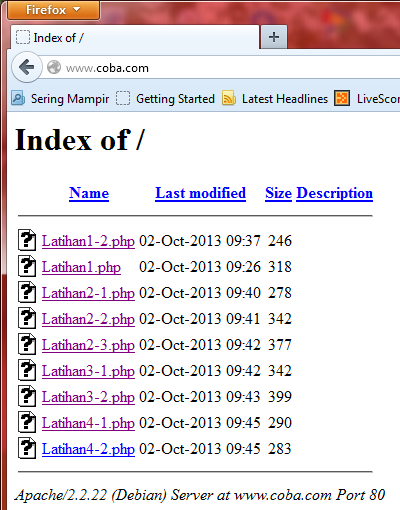 Firefox
Index of /
www.coba.com
Sering Mampir Getting Started Latest Headlines LiveScor
Index of /
Name Last modified Size Description
Latihan1-2.php 02-Oct-2013 09:37 246
Latihan1.php 02-Oct-2013 09:26 318
Latihan2-1.php 02-Oct-2013 09:40 278
Latihan2-2.php 02-Oct-2013 09:41 342
Latihan2-3.php 02-Oct-2013 09:42 377
Latihan3-1.php 02-Oct-2013 09:42 342
Latihan3-2.php 02-Oct-2013 09:43 399
Latihan4-1.php 02-Oct-2013 09:45 290
Latihan4-2.php 02-Oct-2013 09:45 283
Apache/2.2.22 (Debian) Server at www.coba.com Port 80